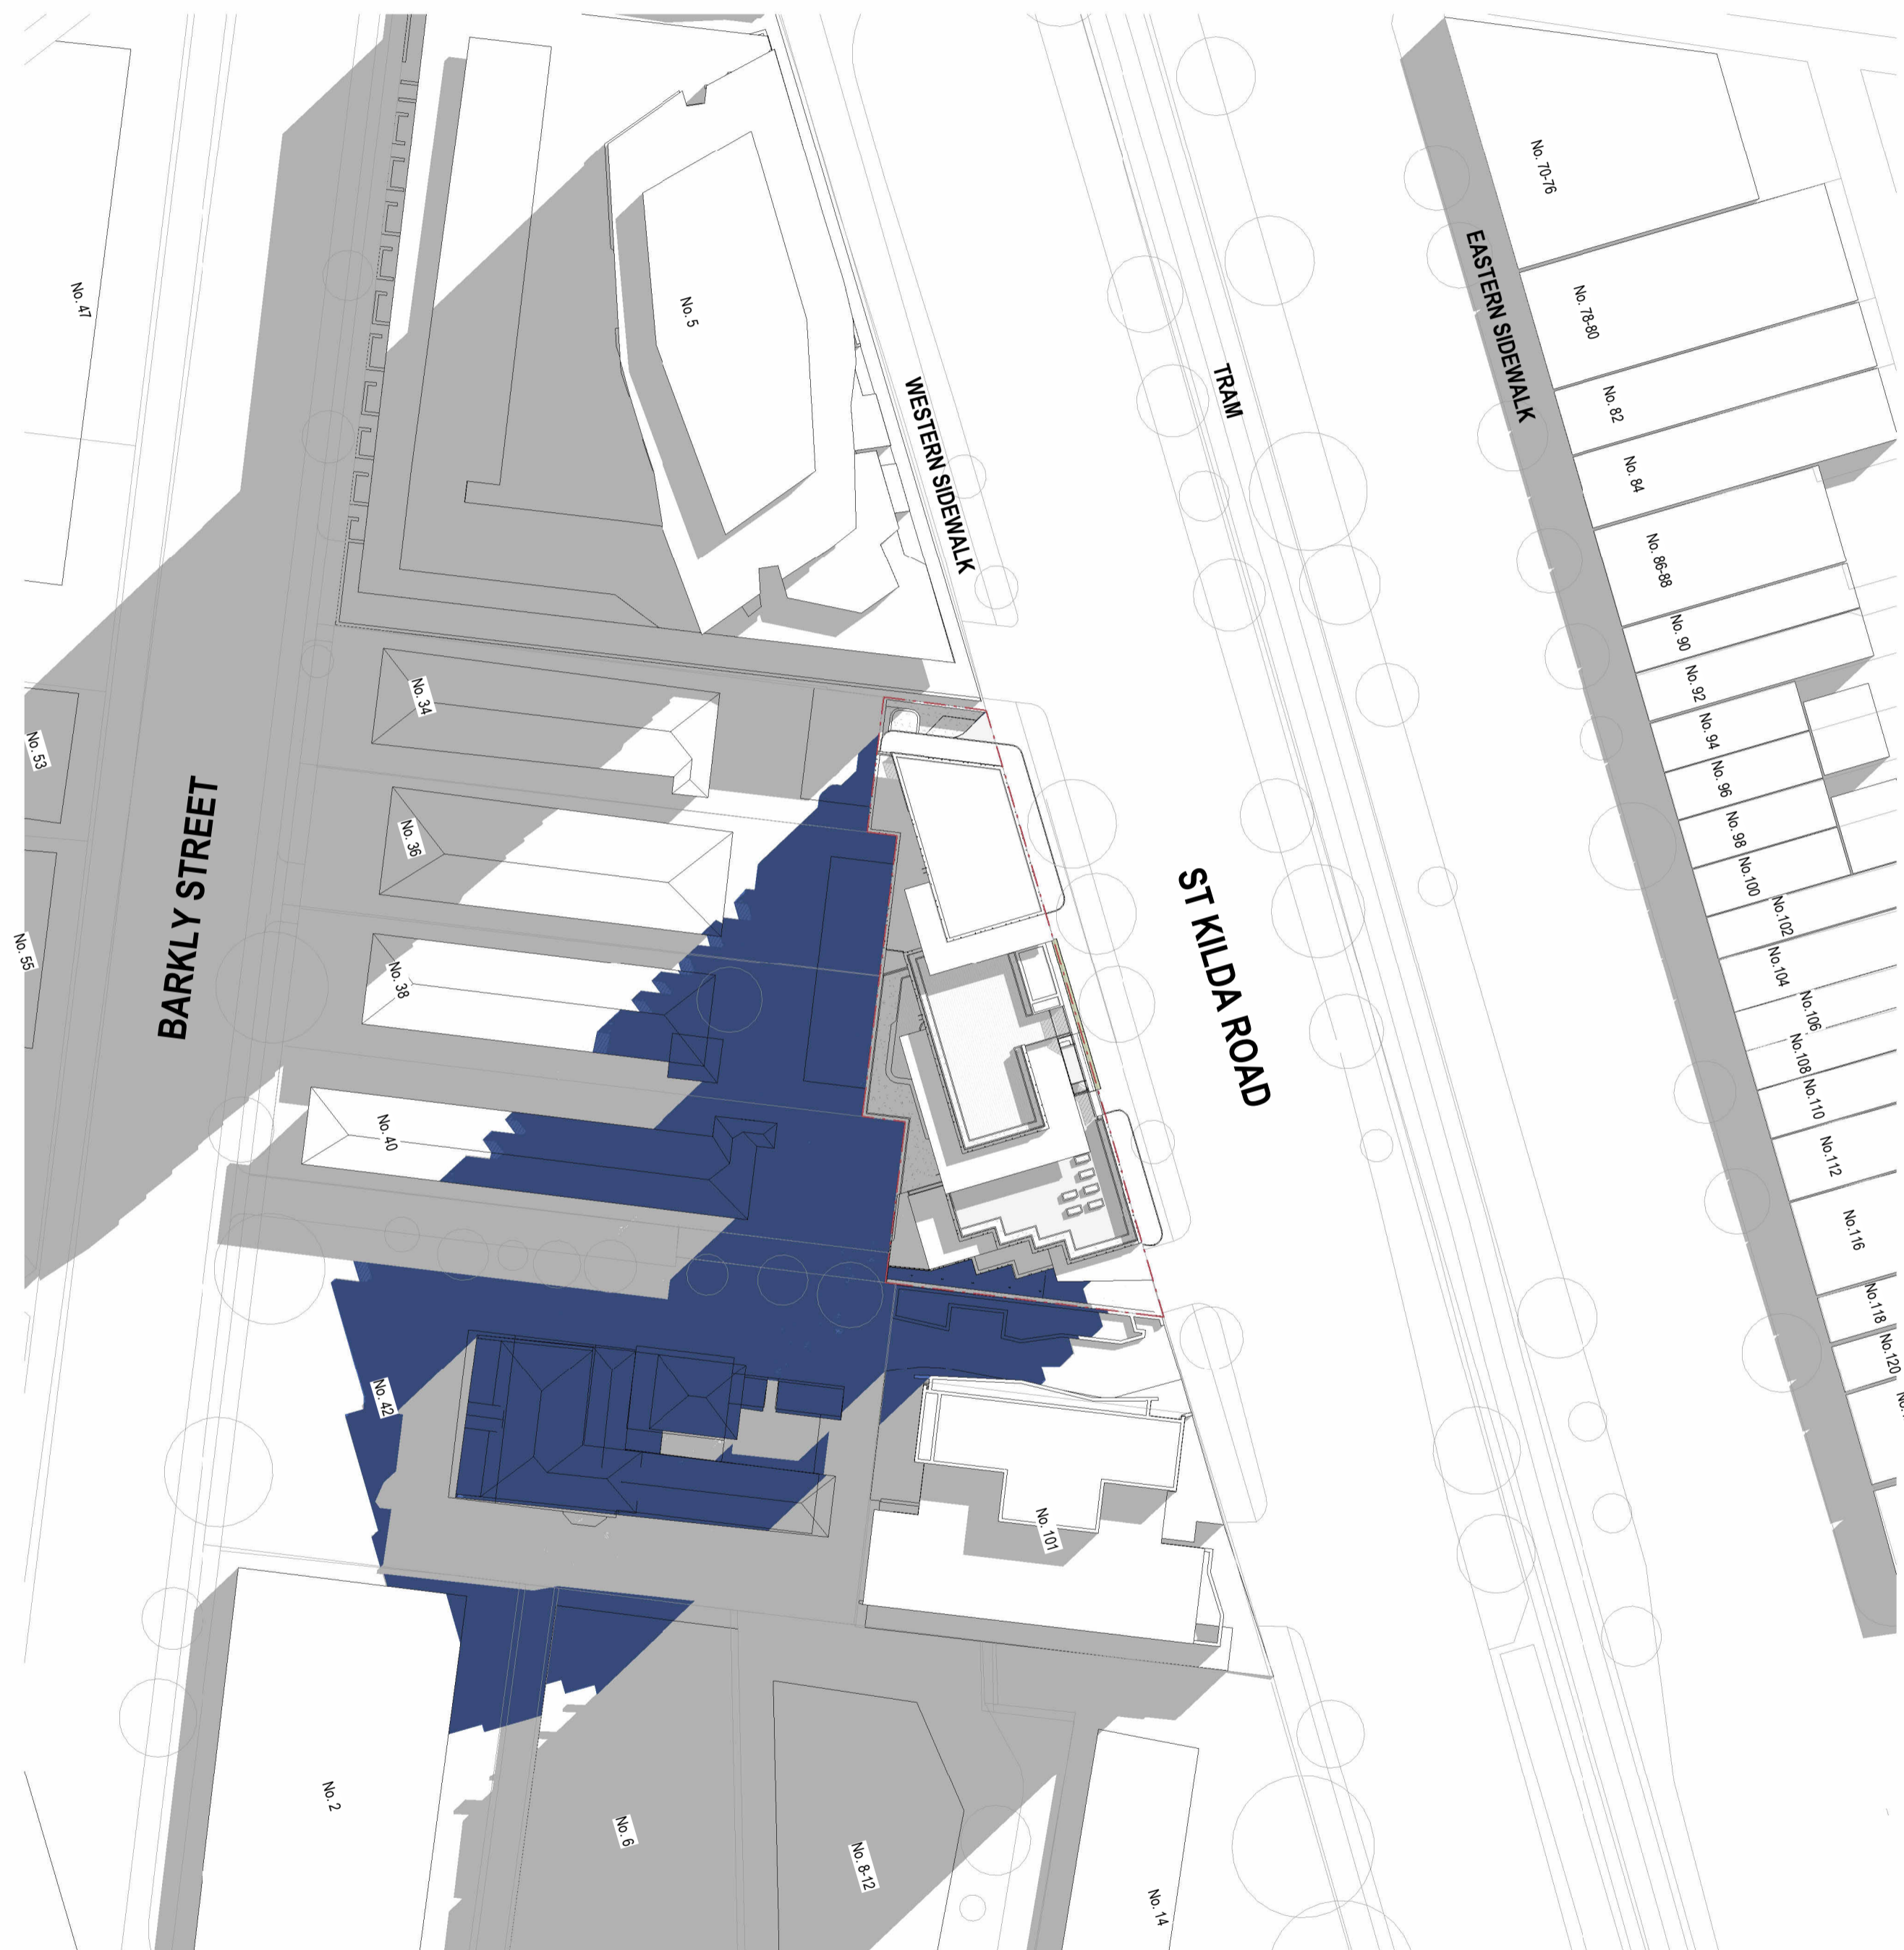 No. 70-76
No. 47
No. 5
EASTERN SIDEWALK
No. 78-80
WESTERN SIDEWALK
TRAM
No. 82
No. 84
No. 86-88
No. 90
No. 34
No. 92
No. 53
No. 94
No. 96
No. 36
No. 98
No.100
BARKLY STREET
No.102
No. 55
No. 38
ST KILDA ROAD
No.104
No.106
No.108
No.110
No. 40
No.112
No.116
No.118
No.120
No. 42
No. 101
No. 2
No. 6
No. 8-12
No. 14